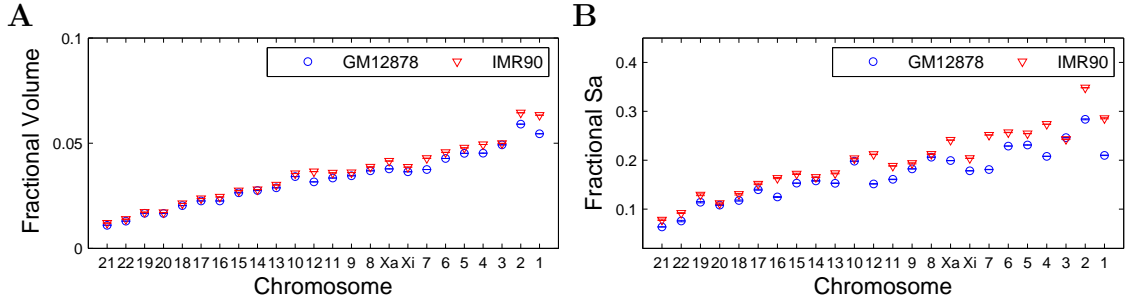 A
Fractional Volume
0.1
0.05
0
GM12878 IMR90
21 22 19 20 18 17 16 15 14 13 10 12 11 9 8 Xa Xi 7 6 5 4 3 2 1
Chromosome
B
Fractional Sa
0.4
0.3
0.2
0.1
GM12878 IMR90
21 22 19 20 18 17 16 15 14 13 10 12 11 9 8 Xa Xi 7 6 5 4 3 2 1
Chromosome